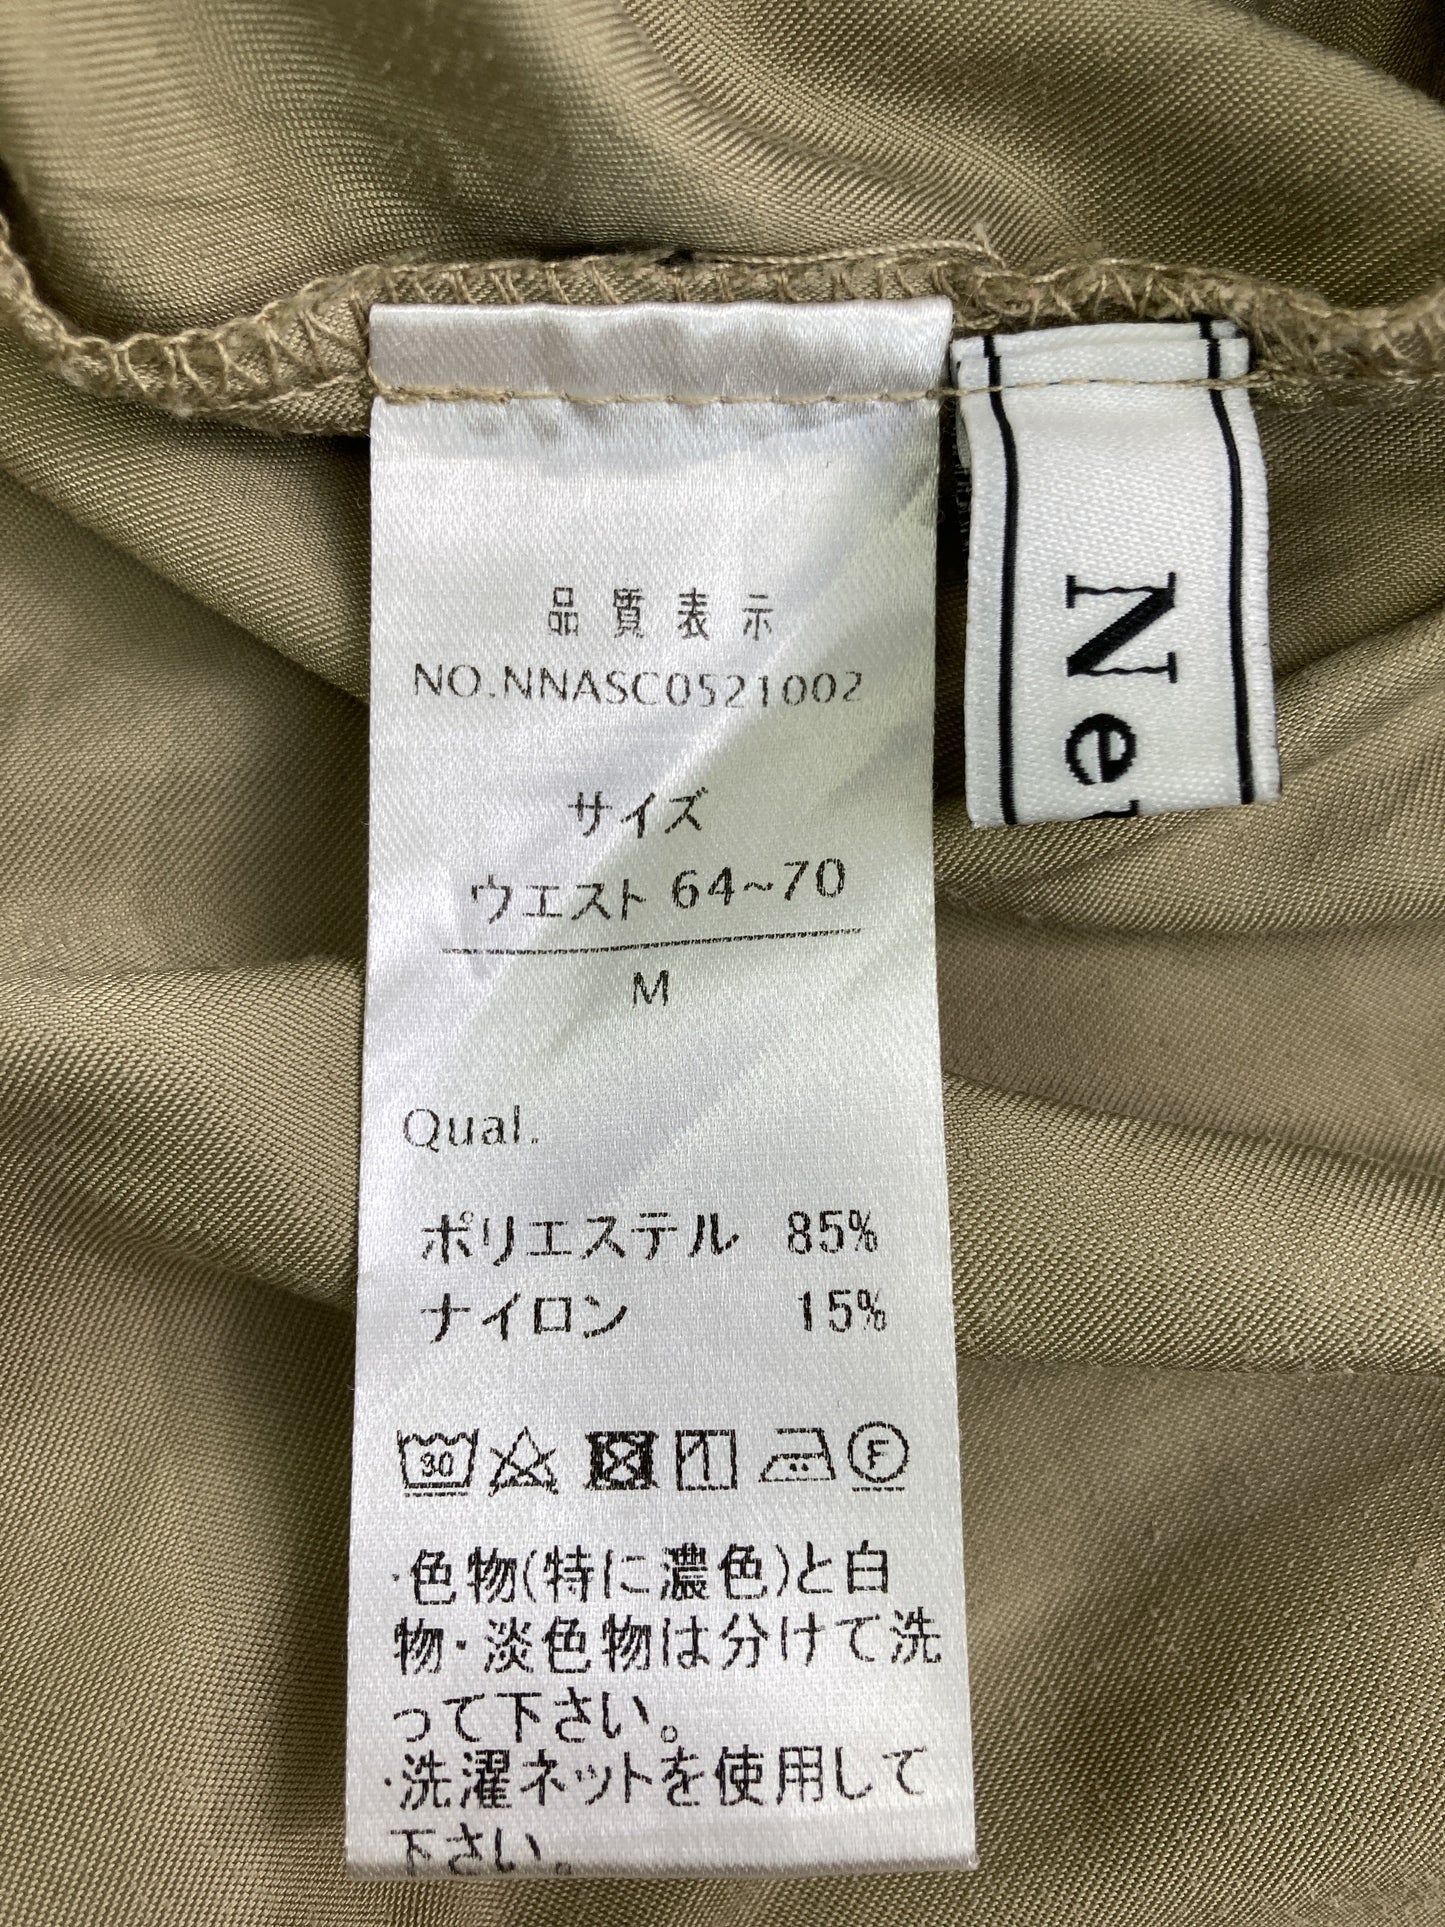 品質表示
NO.NNASC0521002
サイズ
ウエスト 64~70
M
Qual.
ポリエステル 85%
ナイロン 15%
30
F
・色物(特に濃色)と白
物・淡色物は分けて洗
って下さい。
・洗濯ネットを使用して
下さい。
Ne